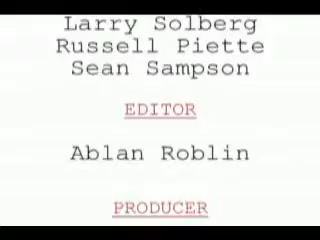 Larry Solberg
Russell Piette
Sean Sampson
EDITOR
Ablan Roblin
PRODUCER